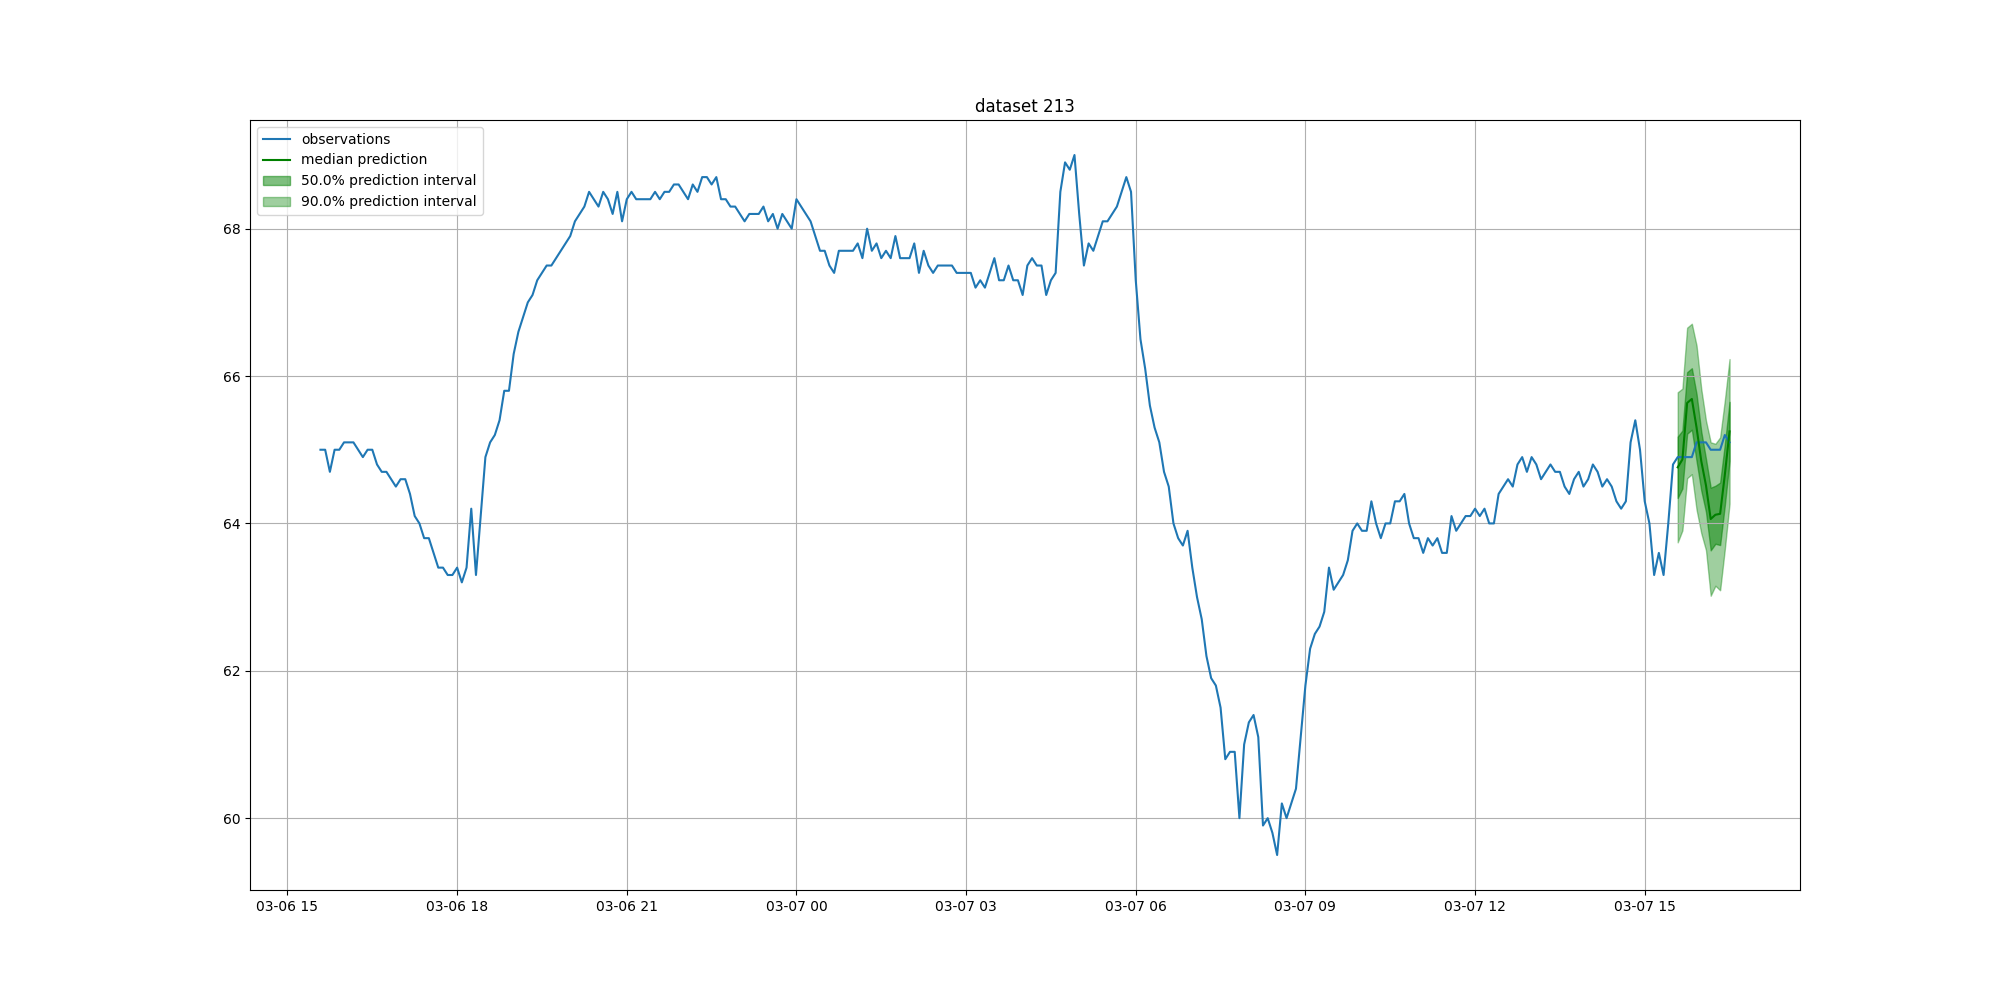 dataset 213
observations
median prediction
50.0% prediction interval
90.0% prediction interval
68
66
64
62
60
03-06 15 03-06 18 03-06 21 03-07 00 03-07 03 03-07 06 03-07 09 03-07 12 03-07 15